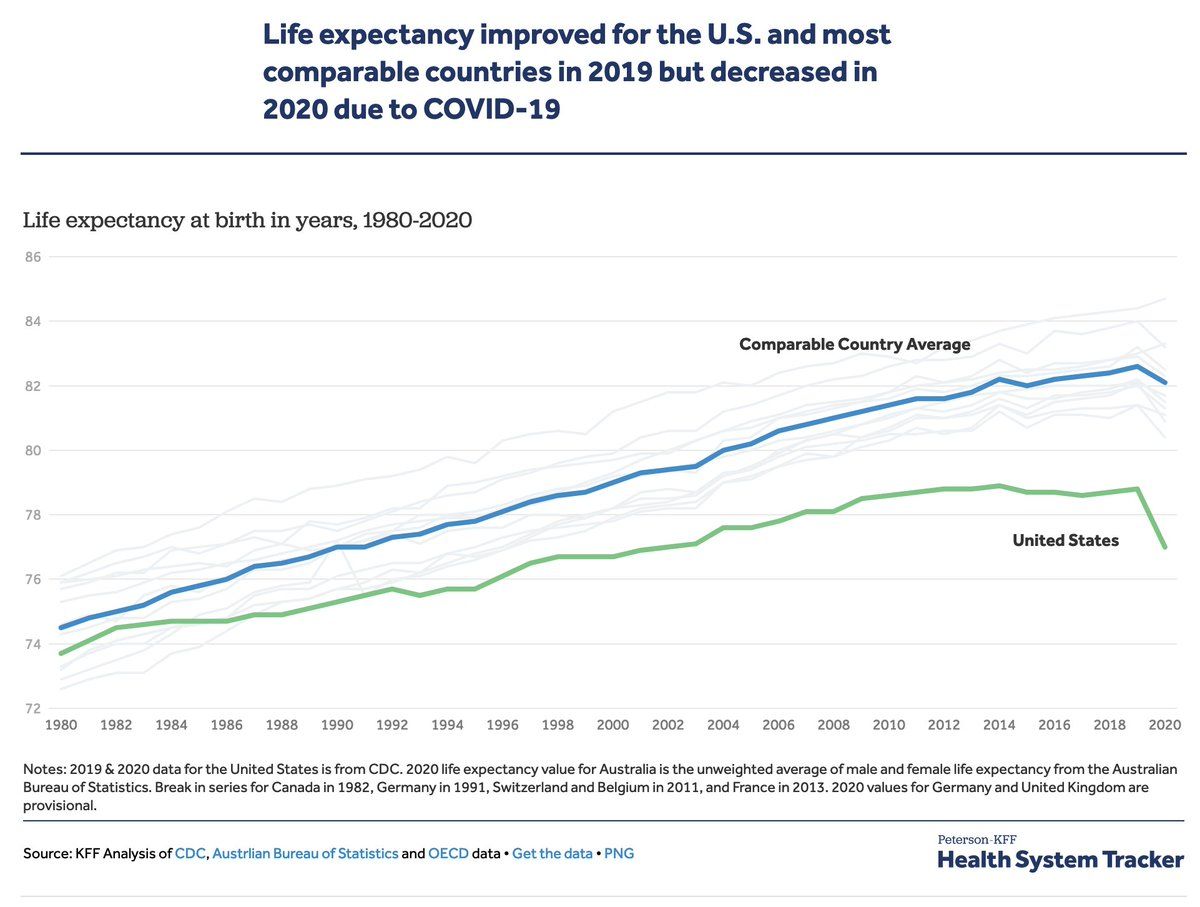 Life expectancy improved for the U.S. and most
comparable countries in 2019 but decreased in
2020 due to COVID-19
Life expectancy at birth in years, 1980-2020
86
84
Comparable Country Average
82
80
78
United States
76
74
72
1980 1982 1984 1986 1988 1990 1992 1994 1996 1998 2000 2002 2004 2006 2008 2010 2012 2014 2016 2018 2020
Notes: 2019 & 2020 data for the United States is from CDC. 2020 life expectancy value for Australia is the unweighted average of male and female life expectancy from the Australian
Bureau of Statistics. Break in series for Canada in 1982, Germany in 1991, Switzerland and Belgium in 2011, and France in 2013. 2020 values for Germany and United Kingdom are
provisional.
Source: KFF Analysis of CDC, Austrlian Bureau of Statistics and OECD data • Get the data • PNG
Peterson-KFF
Health System Tracker